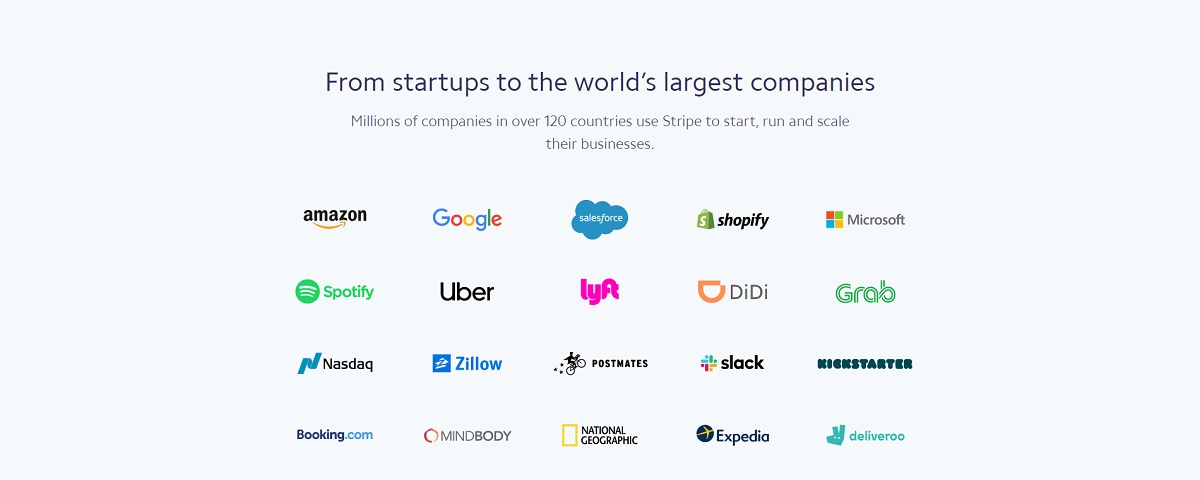 From startups to the world's largest companies
Millions of companies in over 120 countries use Stripe to start, run and scale
their businesses.
amazon Google salesforce shopify Microsoft
Spotify Uber lyft DiDi Grab
Nasdaq Zillow POSTMATES slack KICKSTARTER
Booking.com MINDBODY NATIONAL GEOGRAPHIC Expedia deliveroo